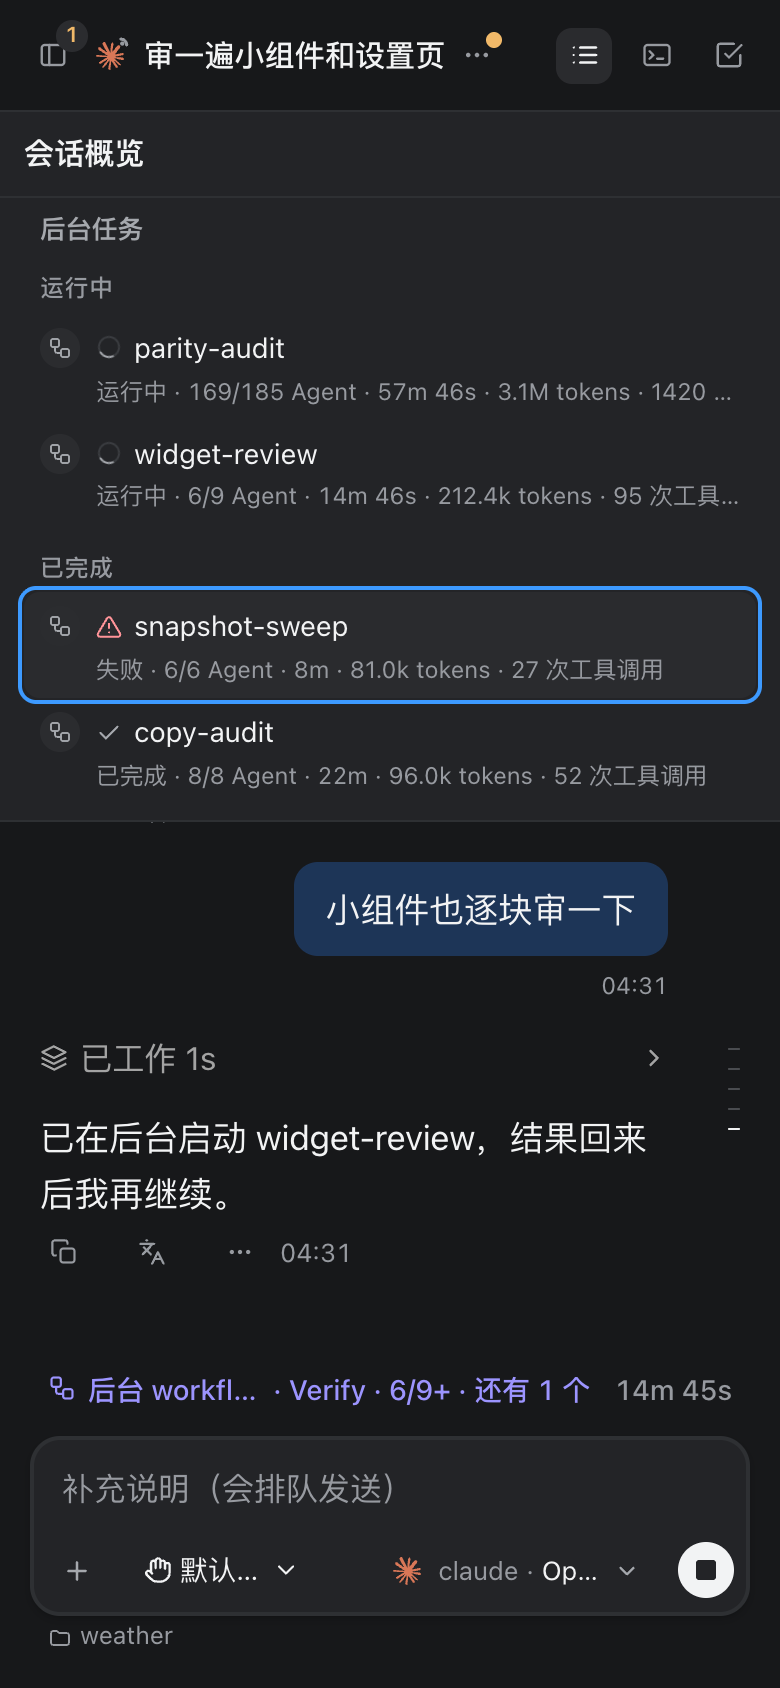 1
审一遍小组件和设置页
会话概览
后台任务
运行中
parity-audit
运行中 · 169/185 Agent · 57m 46s · 3.1M tokens · 1420 ...
widget-review
运行中 · 6/9 Agent · 14m 46s · 212.4k tokens · 95 次工具...
已完成
snapshot-sweep
失败 · 6/6 Agent · 8m · 81.0k tokens · 27 次工具调用
copy-audit
已完成 · 8/8 Agent · 22m · 96.0k tokens · 52 次工具调用
小组件也逐块审一下
04:31
已工作 1s
已在后台启动 widget-review，结果回来
后我再继续。
04:31
后台 workfl... · Verify · 6/9+ · 还有 1 个 14m 45s
补充说明（会排队发送）
默认... claude · Op...
weather